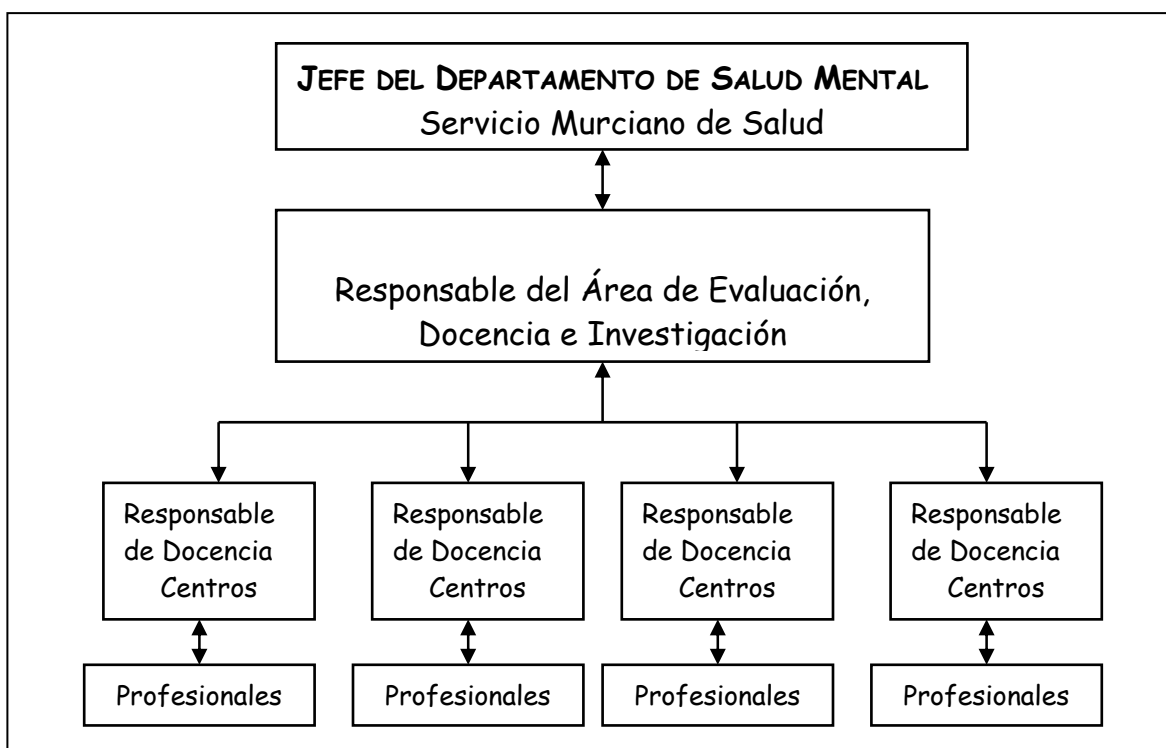 JEFE DEL DEPARTAMENTO DE SALUD MENTAL
Servicio Murciano de Salud
Responsable del Área de Evaluación,
Docencia e Investigación
Responsable
de Docencia
Centros
Responsable
de Docencia
Centros
Responsable
de Docencia
Centros
Responsable
de Docencia
Centros
Profesionales
Profesionales
Profesionales
Profesionales